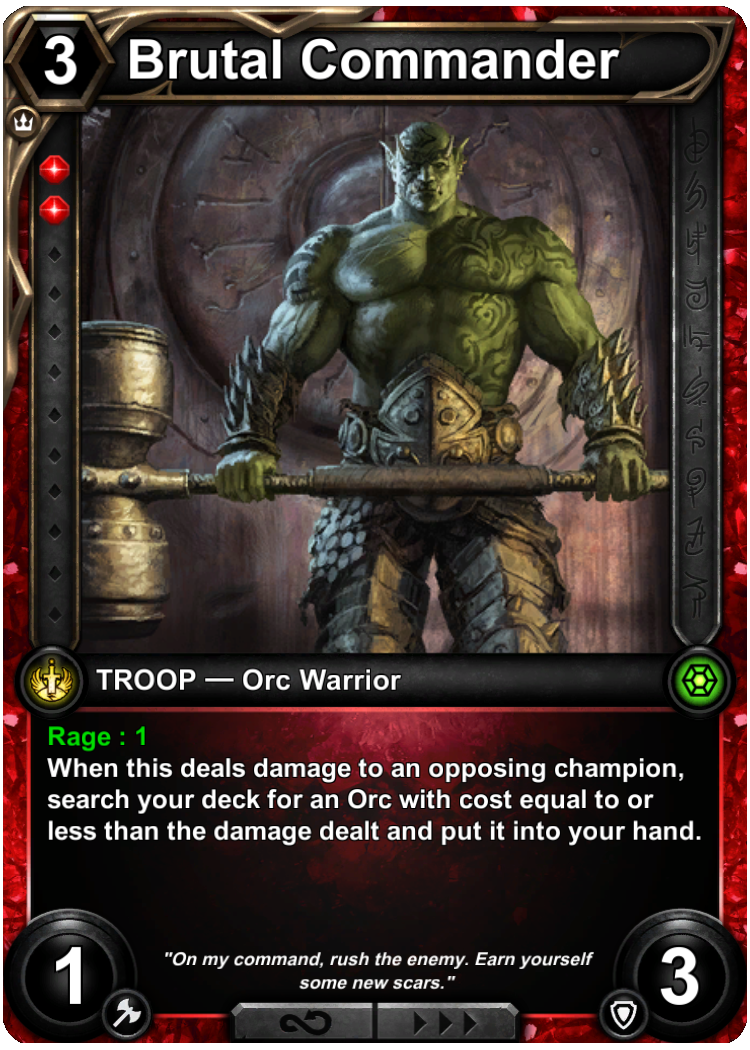 3 Brutal Commander
TROOP — Orc Warrior
Rage : 1
When this deals damage to an opposing champion,
search your deck for an Orc with cost equal to or
less than the damage dealt and put it into your hand.
"On my command, rush the enemy. Earn yourself
some new scars."
1
3